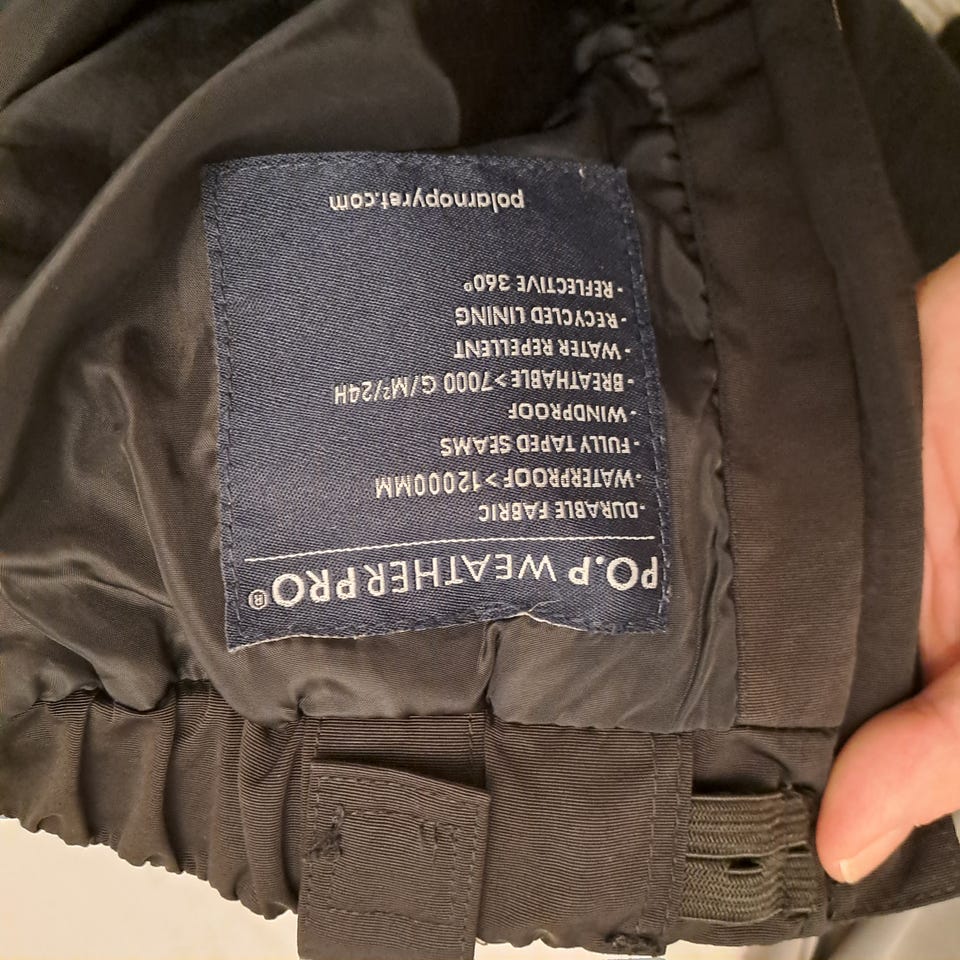 PO.P WEATHERPRO®
-DURABLE FABRIC
-WATERPROOF>12000MM
-FULLY TAPED SEAMS
-WINDPROOF
-BREATHABLE>7000 G/M²/24H
-WATER REPELLENT
-RECYCLED LINING
-REFLECTIVE 360°
polarnopyret.com